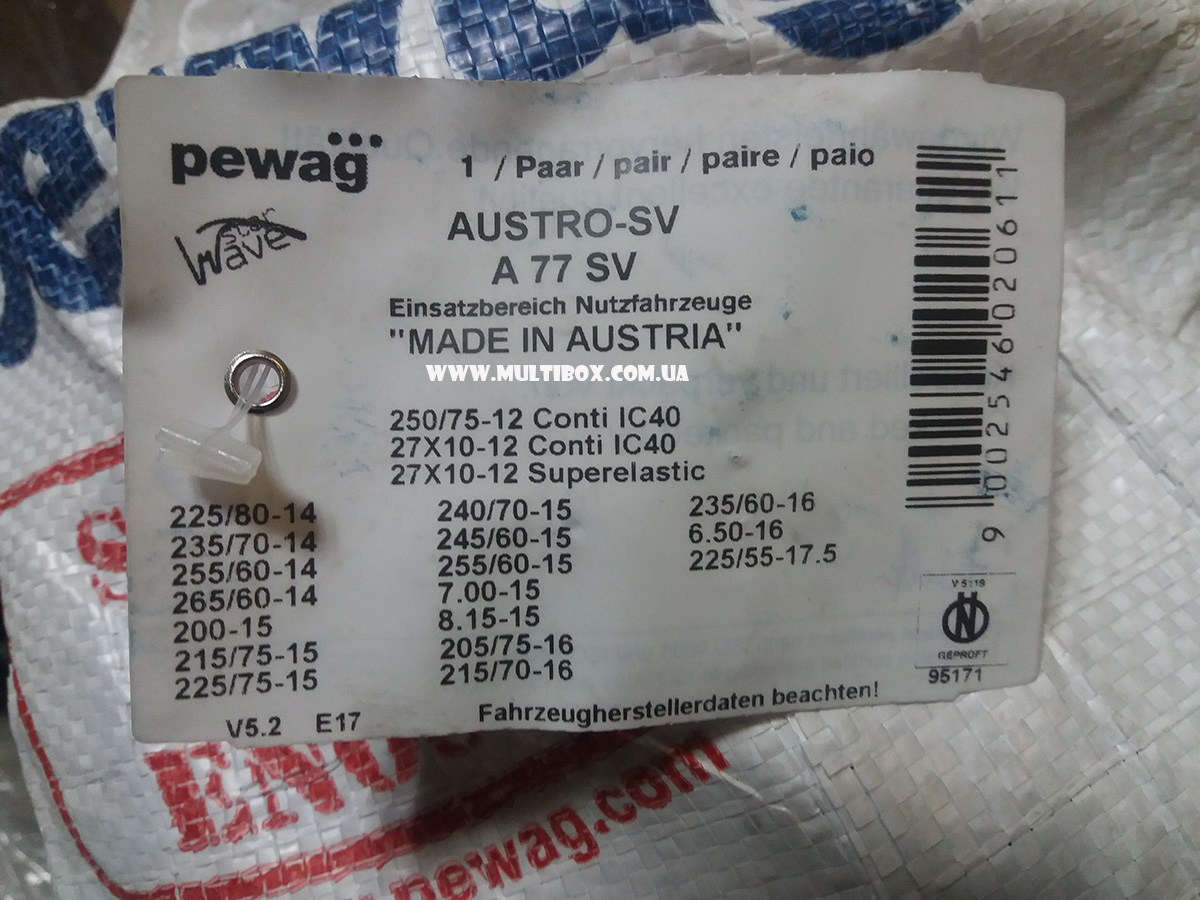 pewag
1 / Paar / pair / paire / paio
star
Wave
AUSTRO-SV
A 77 SV
Einsatzbereich Nutzfahrzeuge
"MADE IN AUSTRIA"
WWW.MULTIBOX.COM.UA
250/75-12 Conti IC40
27X10-12 Conti IC40
27X10-12 Superelastic
225/80-14
235/70-14
255/60-14
265/60-14
200-15
215/75-15
225/75-15
240/70-15
245/60-15
255/60-15
7.00-15
8.15-15
205/75-16
215/70-16
235/60-16
6.50-16
225/55-17.5
V5.2 E17
Fahrzeugherstellerdaten beachten!
9 002546 020611
V 5119
GEPRÜFT
95171
pewag.com